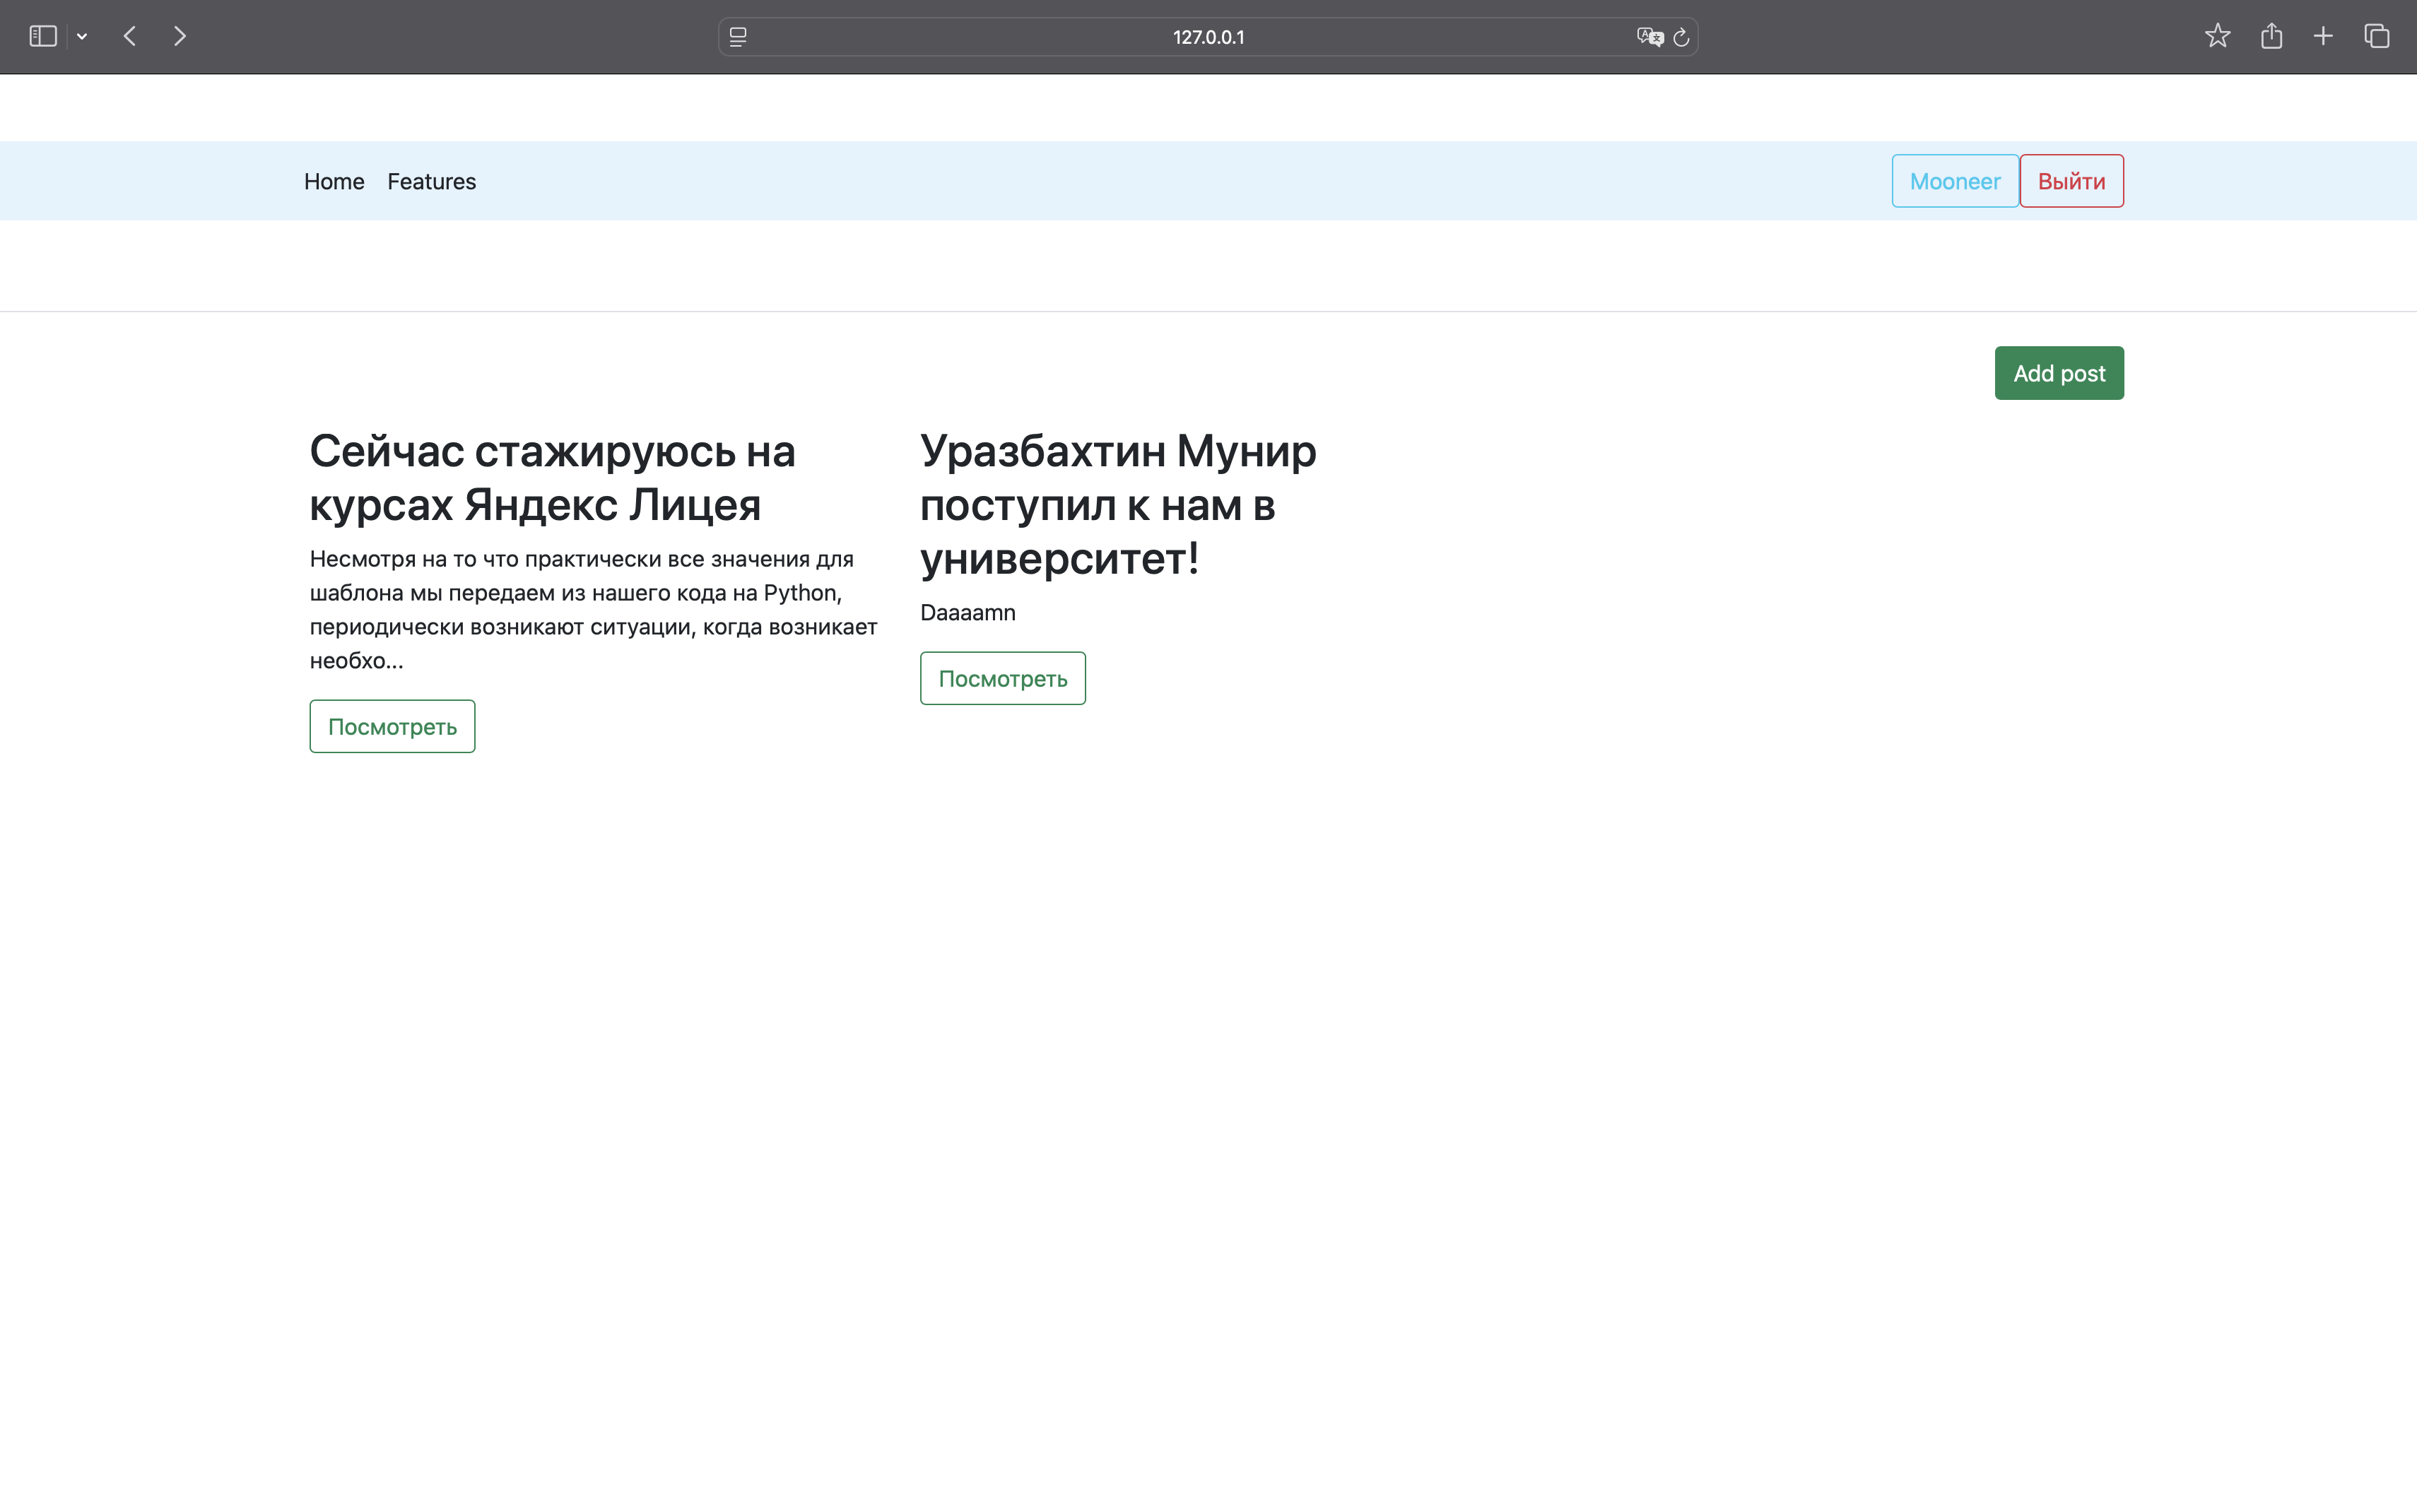 127.0.0.1
Home Features Mooneer Выйти
Add post
Сейчас стажируюсь на
курсах Яндекс Лицея
Несмотря на то что практически все значения для
шаблона мы передаем из нашего кода на Python,
периодически возникают ситуации, когда возникает
необхо...
Посмотреть
Уразбахтин Мунир
поступил к нам в
университет!
Daaaamn
Посмотреть